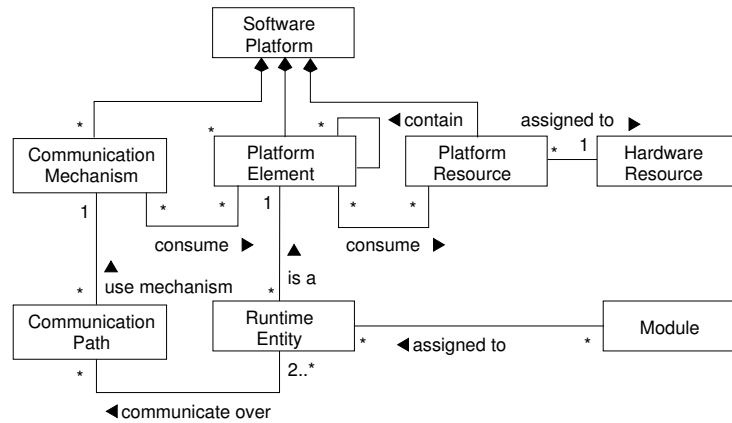 Software
Platform
*
*
*
◄ contain
assigned to ►
Communication
Mechanism
Platform
Element
Platform
Resource
*
1
Hardware
Resource
1
*
*
1
*
*
consume ►
consume ►
▲
use mechanism
▲
is a
*
*
Communication
Path
Runtime
Entity
Module
*
*
◄ assigned to
*
2..*
◄ communicate over